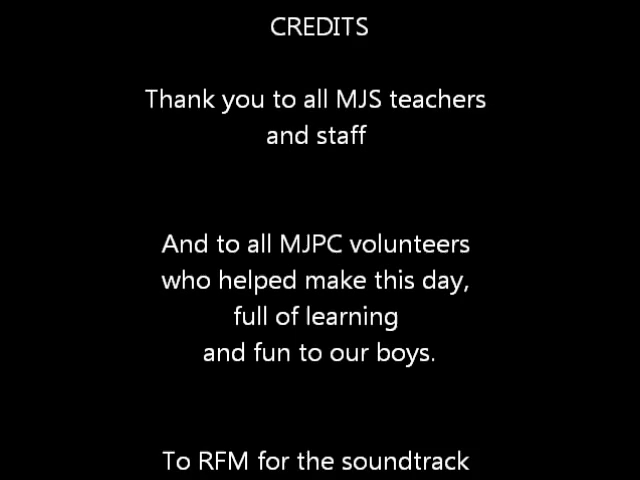 CREDITS
Thank you to all MJS teachers
and staff
And to all MJPC volunteers
who helped make this day,
full of learning
and fun to our boys.
To RFM for the soundtrack